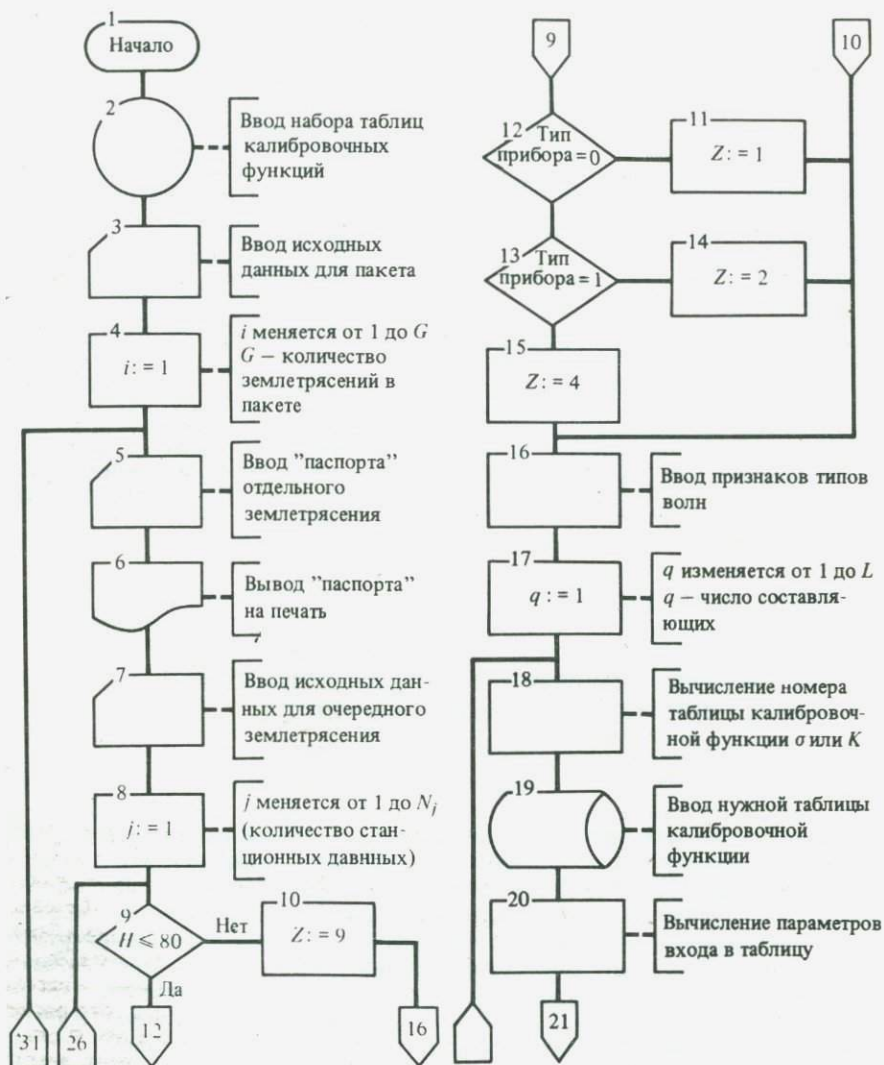 1
Начало
2
Ввод набора таблиц
калибровочных
функций
3
Ввод исходных
данных для пакета
4
i: = 1
i меняется от 1 до G
G – количество
землетрясений в
пакете
5
Ввод "паспорта"
отдельного
землетрясения
6
Вывод "паспорта"
на печать
7
Ввод исходных дан-
ных для очередного
землетрясения
8
j: = 1
j меняется от 1 до Nj
(количество стан-
ционных давнных)
9
H ≤ 80
Нет
10
Z: = 9
Да
31
26
12
16
9
10
12
Тип
прибора = 0
11
Z: = 1
13
Тип
прибора = 1
14
Z: = 2
15
Z: = 4
16
Ввод признаков типов
волн
17
q : = 1
q изменяется от 1 до L
q – число составля-
ющих
18
Вычисление номера
таблицы калибровоч-
ной функции σ или K
19
Ввод нужной таблицы
калибровочной
функции
20
Вычисление параметров
входа в таблицу
21